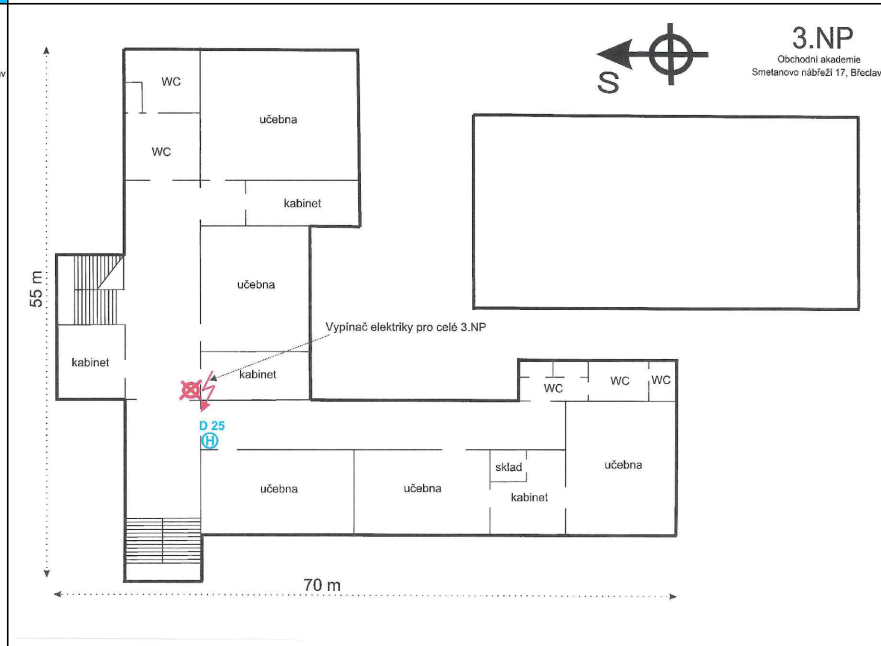 3.NP
Obchodní akademie
Smetanovo nábřeží 17, Břeclav
S
WC
učebna
WC
kabinet
učebna
55 m
Vypínač elektriky pro celé 3.NP
kabinet
kabinet
WC
WC
WC
D 25
H
učebna
sklad
učebna
učebna
kabinet
70 m